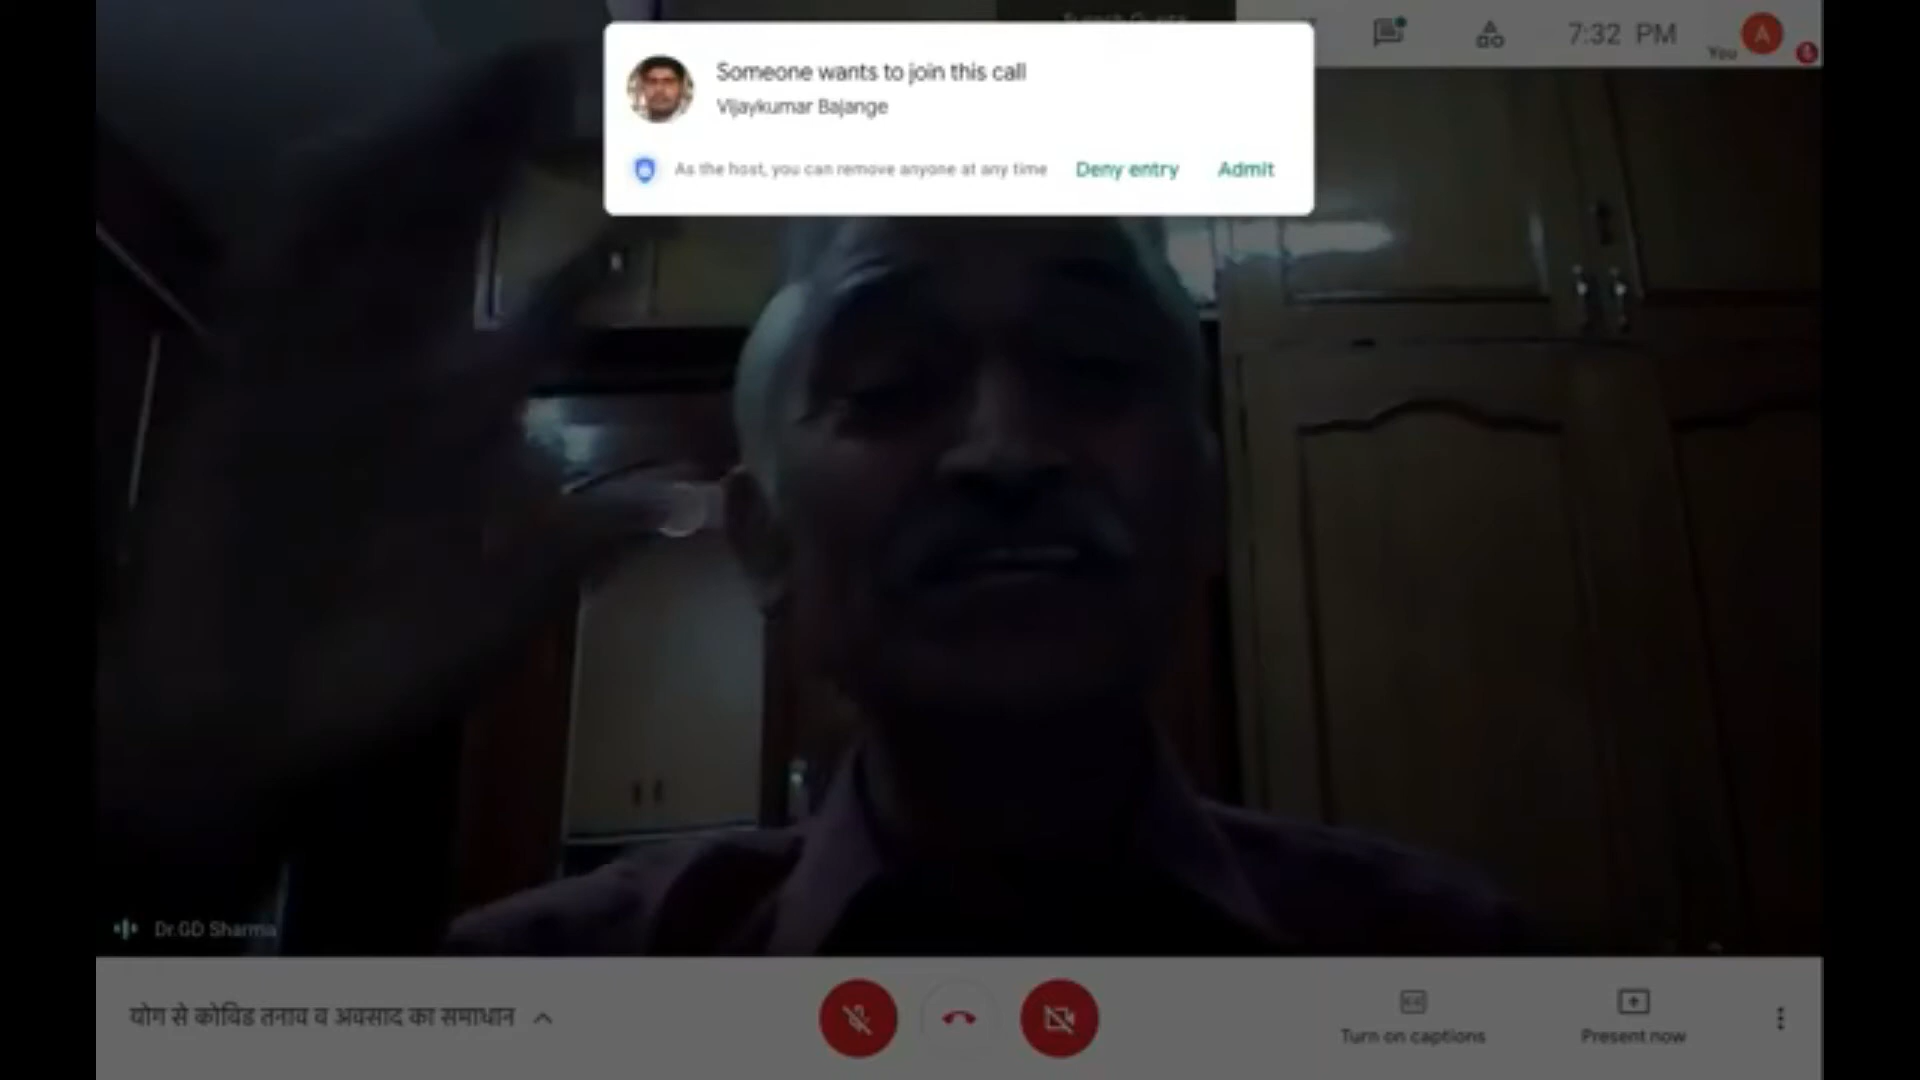 Someone wants to join this call
Vijaykumar Bajange
As the host, you can remove anyone at any time
Deny entry
Admit
7:32 PM
You
A
Dr.GD Sharma
योग से कोविड तनाव व अवसाद का समाधान
Turn on captions
Present now